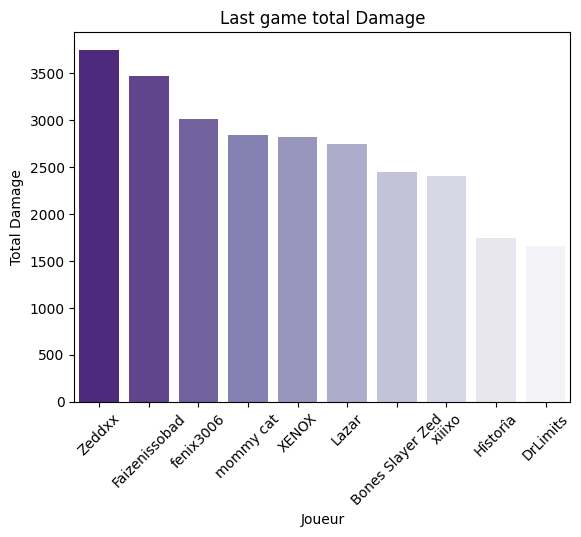 Last game total Damage
Total Damage
3500
3000
2500
2000
1500
1000
500
0
Zeddxx
Faizenissobad
fenix3006
mommy cat
XENOX
Lazar
Bones Slayer Zed
xiiixo
Hístorìa
DrLimits
Joueur